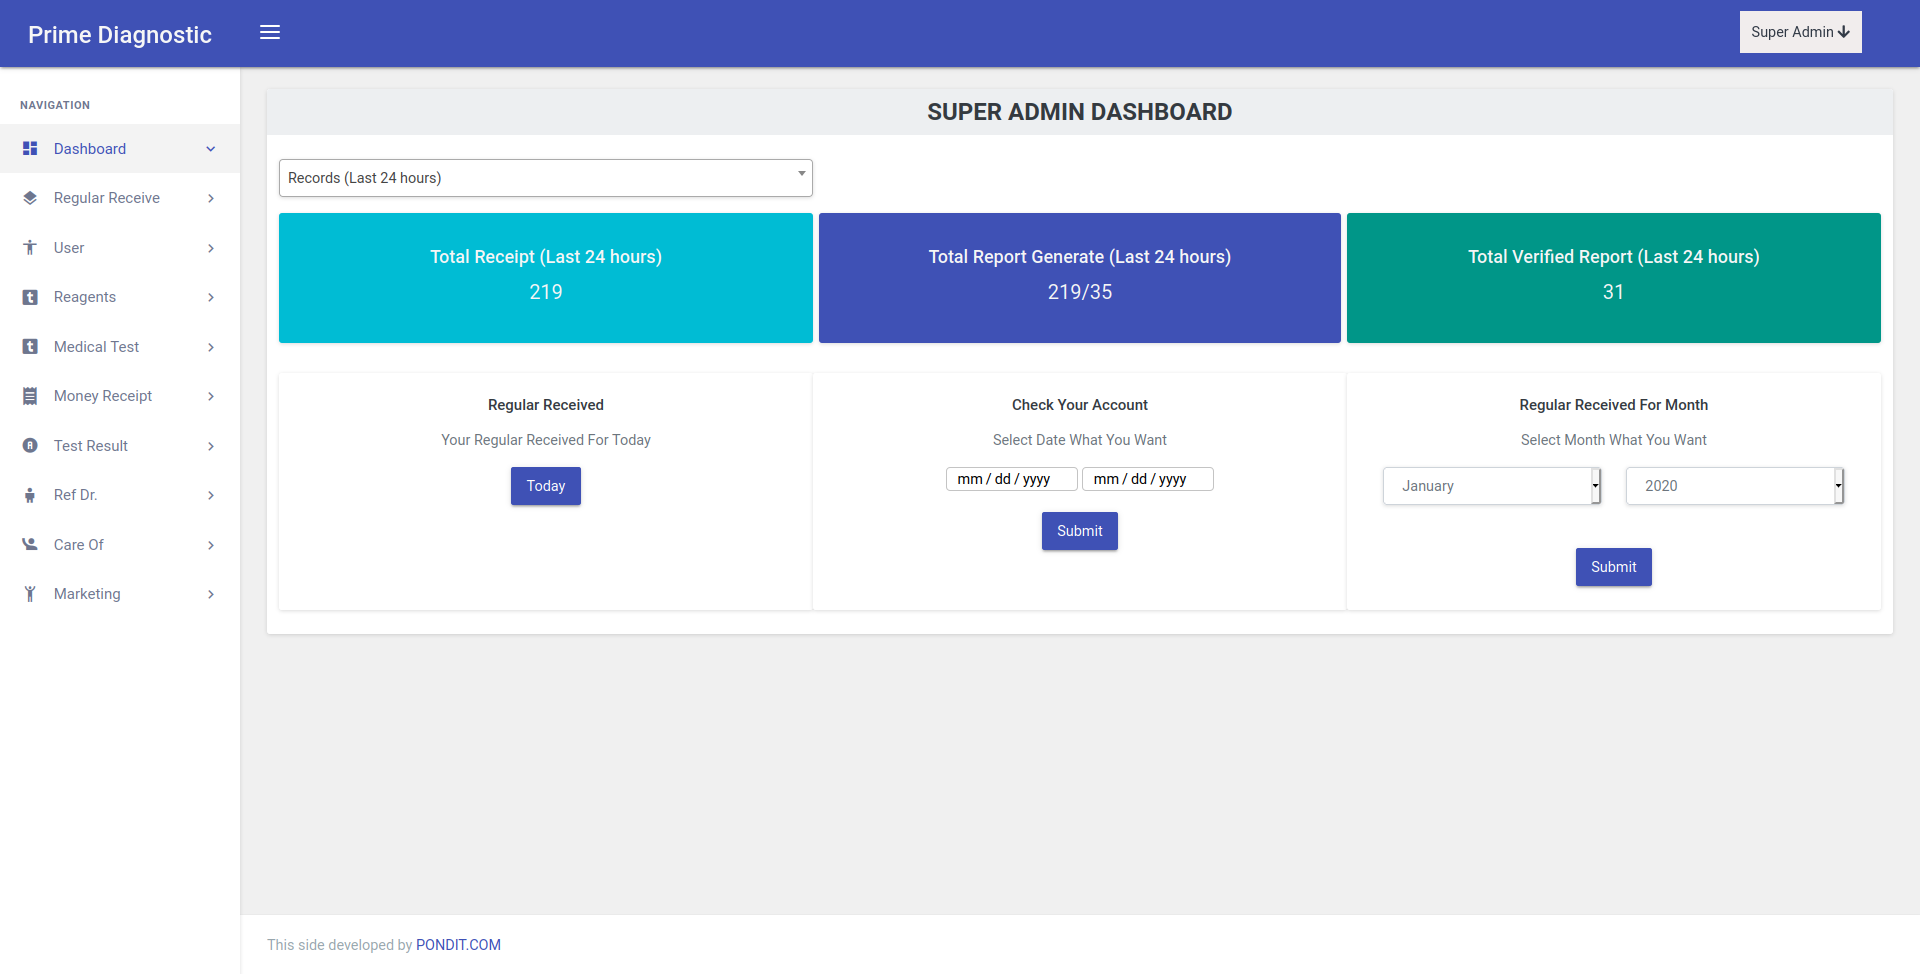 Prime Diagnostic
Super Admin
NAVIGATION
Dashboard
Regular Receive
User
Reagents
Medical Test
Money Receipt
Test Result
Ref Dr.
Care Of
Marketing
SUPER ADMIN DASHBOARD
Records (Last 24 hours)
Total Receipt (Last 24 hours)
219
Total Report Generate (Last 24 hours)
219/35
Total Verified Report (Last 24 hours)
31
Regular Received
Your Regular Received For Today
Today
Check Your Account
Select Date What You Want
mm / dd / yyyy mm / dd / yyyy
Submit
Regular Received For Month
Select Month What You Want
January 2020
Submit
This side developed by PONDIT.COM